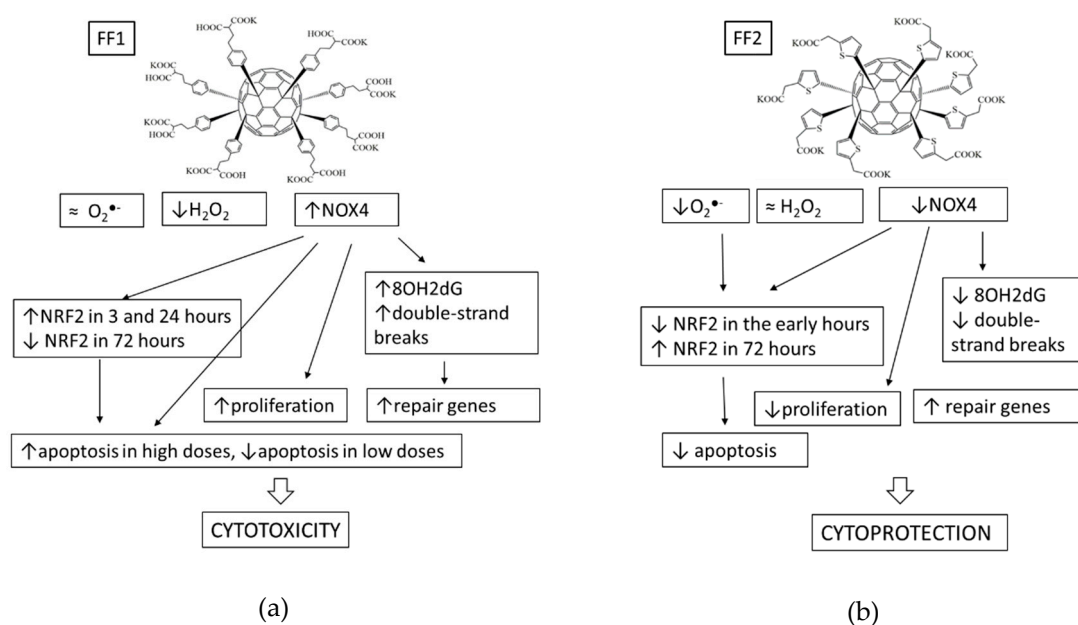 FF1
COOK
HOOC
HOOC
COOK
KOOC
HOOC
COOH
COOK
KOOC
HOOC
COOH
COOK
KOOC
COOH
KOOC
COOH
≈ O₂•-
↓H₂O₂
↑NOX4
↑NRF2 in 3 and 24 hours
↓ NRF2 in 72 hours
↑8OH2dG
↑double-strand
breaks
↑proliferation
↑repair genes
↑apoptosis in high doses, ↓apoptosis in low doses
CYTOTOXICITY
(a)
FF2
KOOC
KOOC
COOK
KOOC
COOK
KOOC
COOK
COOK
S
S
S
S
S
S
S
S
↓O₂•-
≈ H₂O₂
↓NOX4
↓ NRF2 in the early hours
↑ NRF2 in 72 hours
↓ 8OH2dG
↓ double-
strand breaks
↓proliferation
↑ repair genes
↓ apoptosis
CYTOPROTECTION
(b)